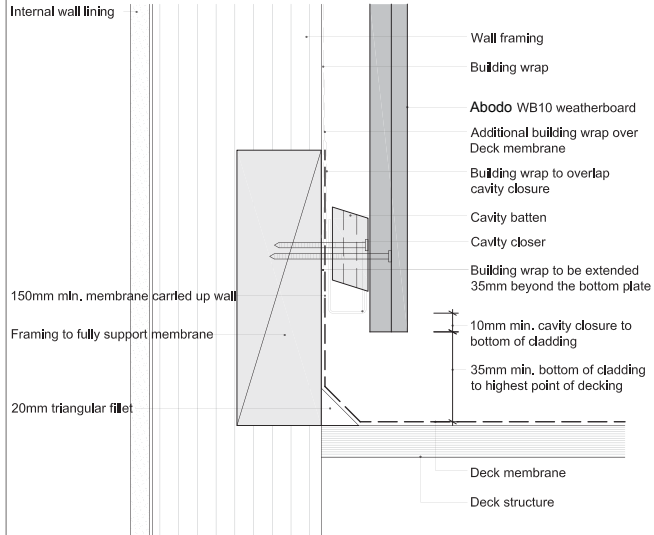 Internal wall lining
Wall framing
Building wrap
Abodo WB10 weatherboard
Additional building wrap over
Deck membrane
Building wrap to overlap
cavity closure
Cavity batten
Cavity closer
Building wrap to be extended
35mm beyond the bottom plate
150mm min. membrane carried up wall
10mm min. cavity closure to
bottom of cladding
Framing to fully support membrane
35mm min. bottom of cladding
to highest point of decking
20mm triangular fillet
Deck membrane
Deck structure